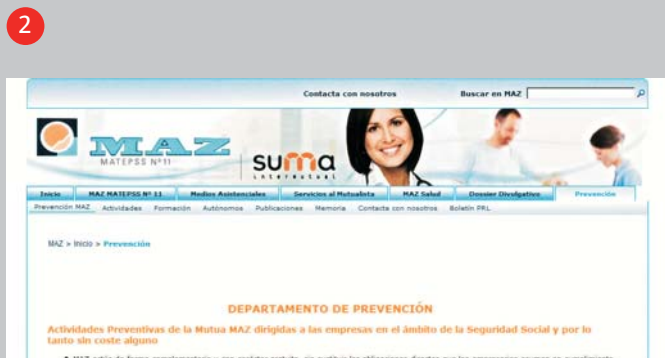 2
Contacta con nosotros Buscar en MAZ
MAZ
MATEPSS Nº11
suma
intermutual
Inicio MAZ MATEPSS Nº 11 Medios Asistenciales Servicios al Mutualista MAZ Salud Dossier Divulgativo Prevención
Prevención MAZ Actividades Formación Autónomos Publicaciones Memoria Contacta con nosotros Boletín PRL
MAZ > Inicio > Prevención
DEPARTAMENTO DE PREVENCIÓN
Actividades Preventivas de la Mutua MAZ dirigidas a las empresas en el ámbito de la Seguridad Social y por lo
tanto sin coste alguno